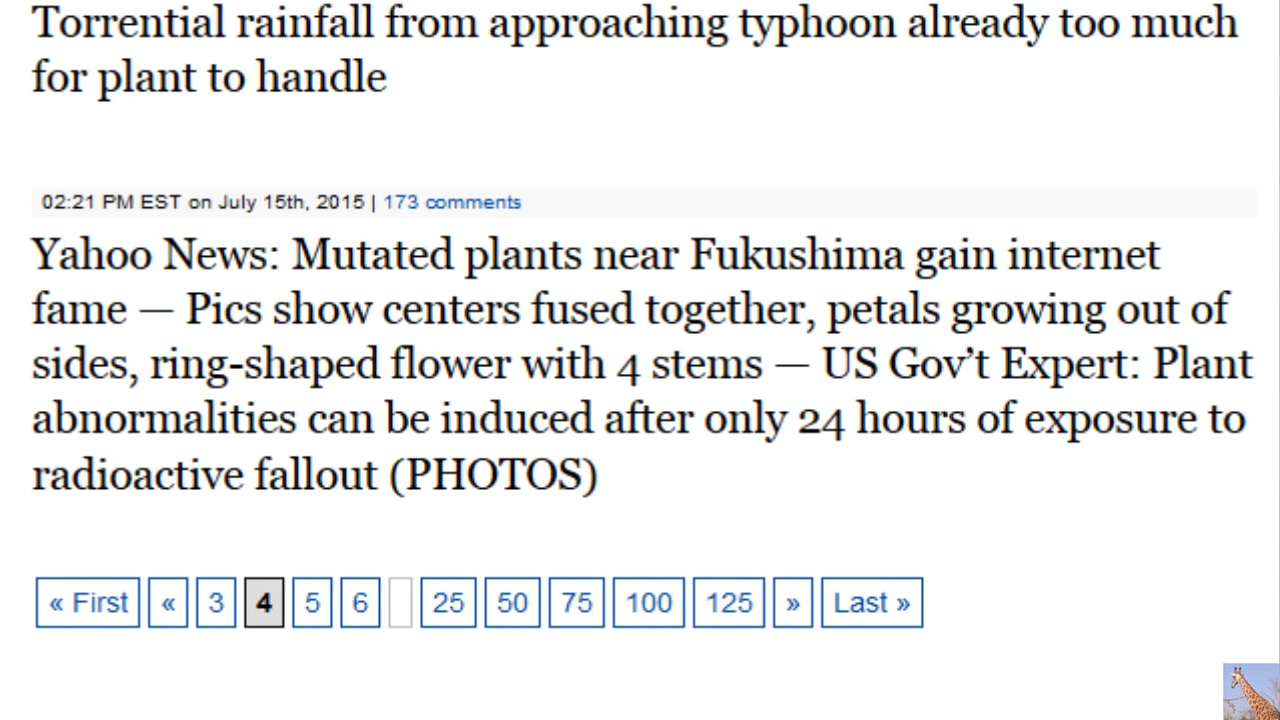 Torrential rainfall from approaching typhoon already too much
for plant to handle
02:21 PM EST on July 15th, 2015 | 173 comments
Yahoo News: Mutated plants near Fukushima gain internet
fame — Pics show centers fused together, petals growing out of
sides, ring-shaped flower with 4 stems — US Gov’t Expert: Plant
abnormalities can be induced after only 24 hours of exposure to
radioactive fallout (PHOTOS)
« First « 3 4 5 6 25 50 75 100 125 » Last »